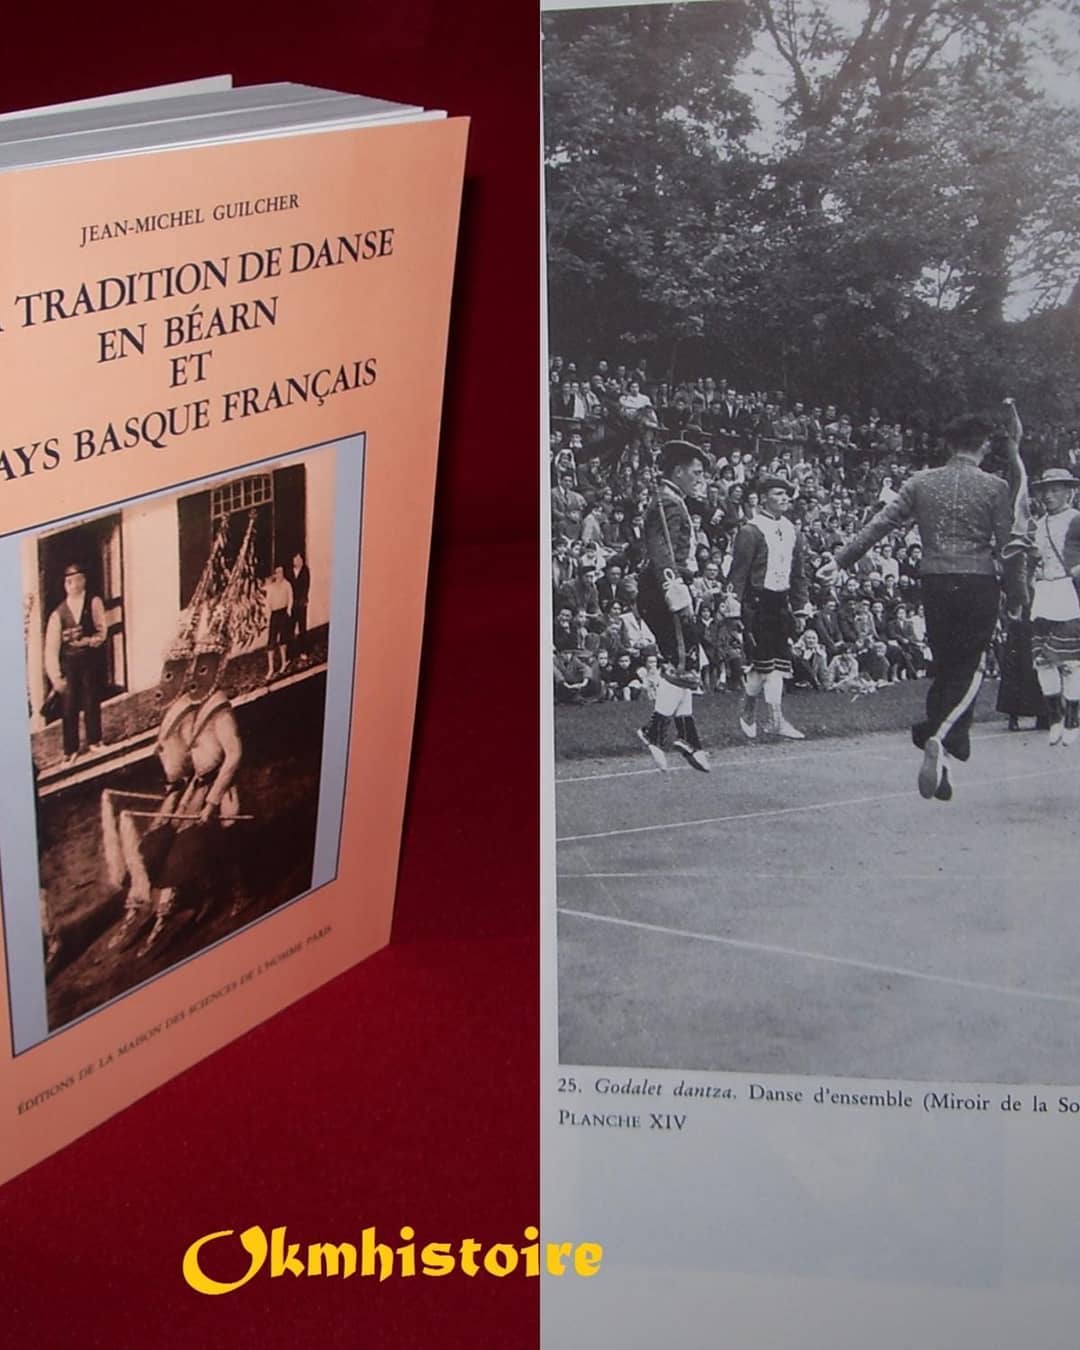 JEAN-MICHEL GUILCHER
TRADITION DE DANSE
EN BÉARN
ET
AYS BASQUE FRANÇAIS
ÉDITIONS DE LA MAISON DES SCIENCES DE L'HOMME PARIS
25. Godalet dantza. Danse d'ensemble (Miroir de la So
PLANCHE XIV
Okmhistoire